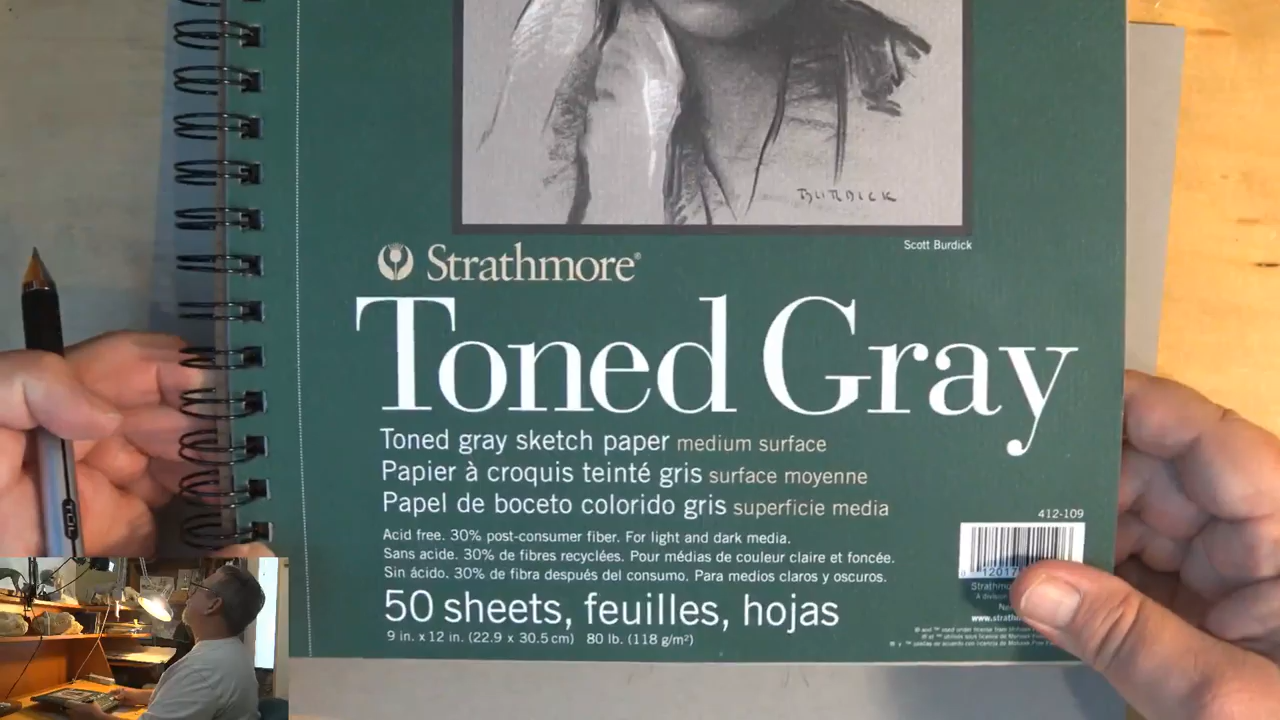 BURDICK
Scott Burdick
Strathmore®
Toned Gray
Toned gray sketch paper medium surface
Papier à croquis teinté gris surface moyenne
Papel de boceto colorido gris superficie media
412-109
Acid free. 30% post-consumer fiber. For light and dark media.
Sans acide. 30% de fibres recyclées. Pour médias de couleur claire et foncée.
Sin ácido. 30% de fibra después del consumo. Para medios claros y oscuros.
50 sheets, feuilles, hojas
9 in. x 12 in. (22.9 x 30.5 cm) 80 lb. (118 g/m²)